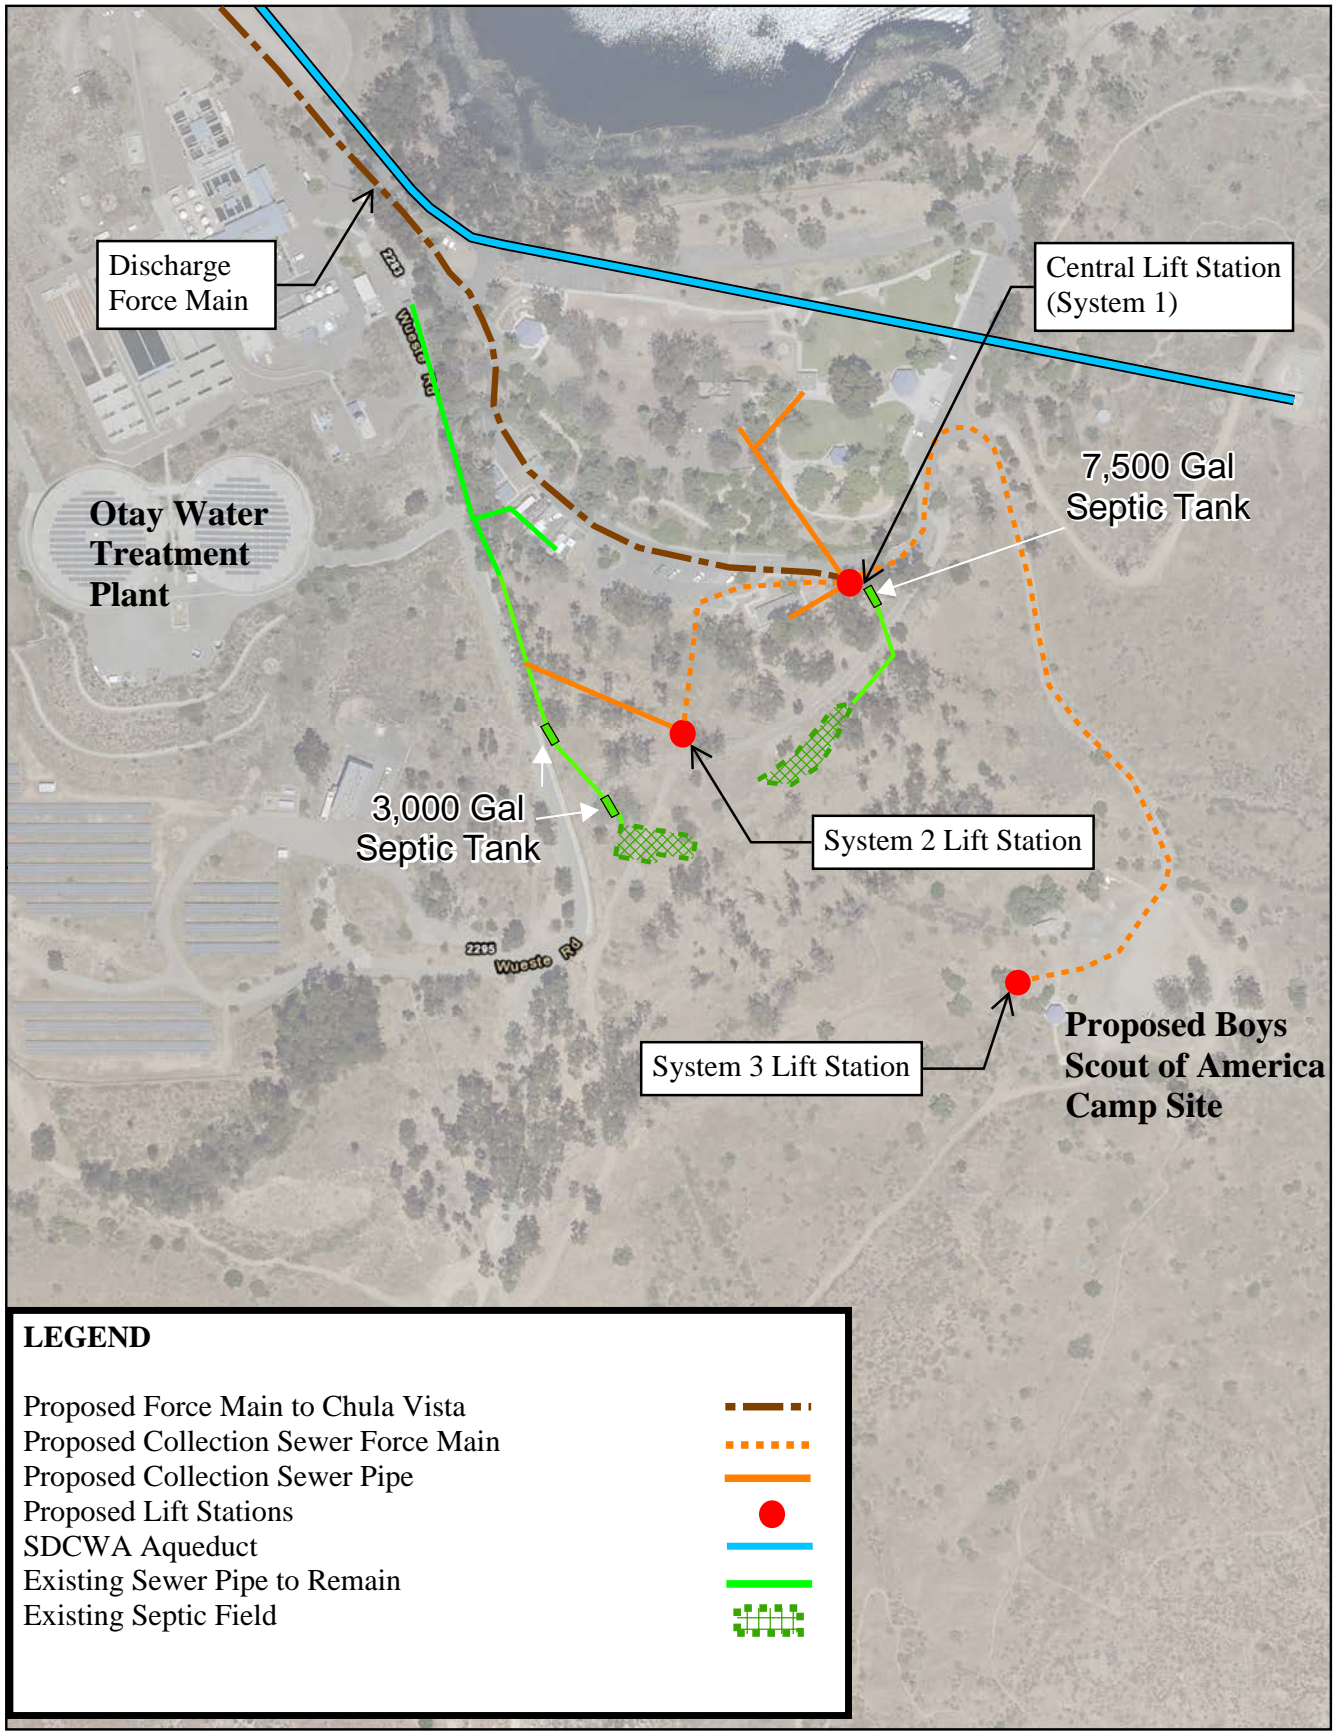 2283
Discharge
Force Main
Central Lift Station
(System 1)
Wueste Rd
7,500 Gal
Septic Tank
Otay Water
Treatment
Plant
3,000 Gal
Septic Tank
System 2 Lift Station
2295
Wueste Rd
Proposed Boys
Scout of America
Camp Site
System 3 Lift Station
LEGEND
Proposed Force Main to Chula Vista
Proposed Collection Sewer Force Main
Proposed Collection Sewer Pipe
Proposed Lift Stations
SDCWA Aqueduct
Existing Sewer Pipe to Remain
Existing Septic Field